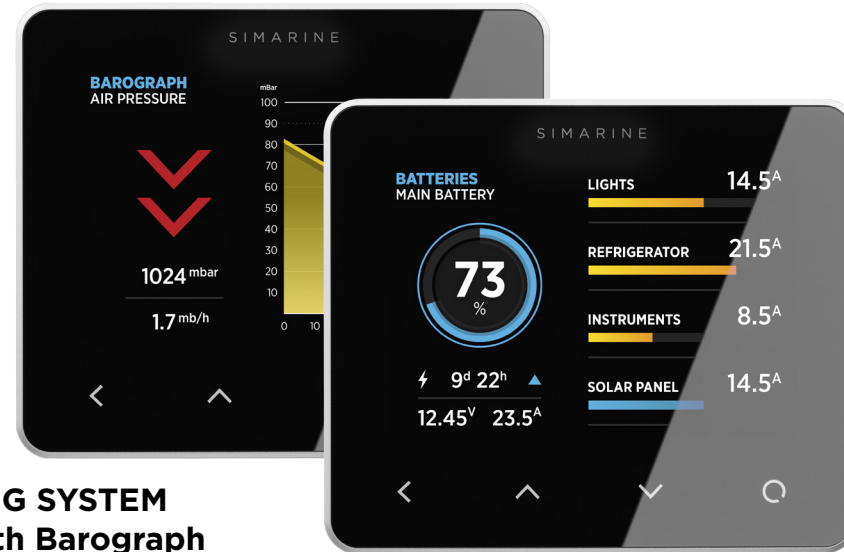 SIMARINE
BAROGRAPH
AIR PRESSURE
1024 mbar
1.7 mb/h
mBar
100
90
80
70
60
50
40
30
20
10
0 10
SIMARINE
BATTERIES
MAIN BATTERY
73
%
9d 22h
12.45V 23.5A
LIGHTS 14.5A
REFRIGERATOR 21.5A
INSTRUMENTS 8.5A
SOLAR PANEL 14.5A
G SYSTEM
th Barograph